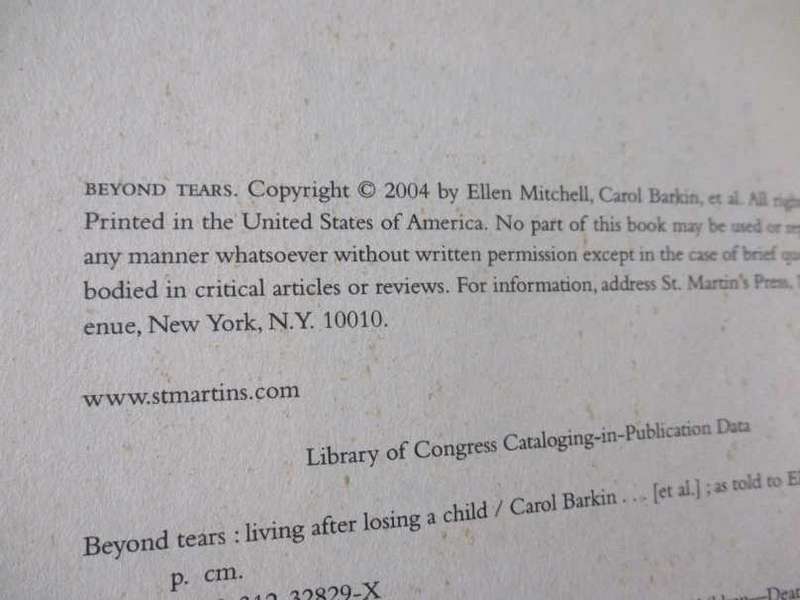 BEYOND TEARS. Copyright © 2004 by Ellen Mitchell, Carol Barkin, et al. All
Printed in the United States of America. No part of this book may be used or
any manner whatsoever without written permission except in the case of brief
bodied in critical articles or reviews. For information, address St. Martin's Press,
enue, New York, N.Y. 10010.
www.stmartins.com
Library of Congress Cataloging-in-Publication Data
Beyond tears : living after losing a child / Carol Barkin . . . [et al.] ; as told to
p. cm.
32829-X